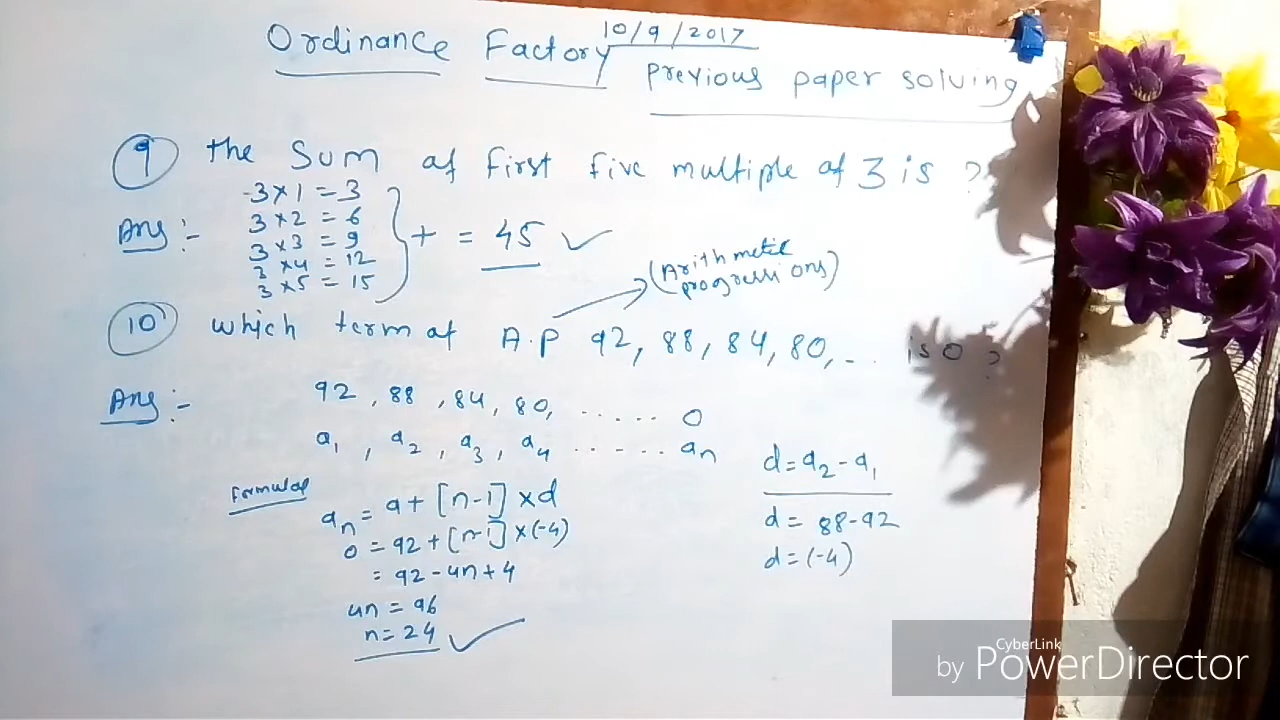 10/9/2017
Ordinance Factory
previous paper solving
9 the Sum of first five multiple of 3 is ?
3×1=3
3×2=6
3×3=9
3×4=12
3×5=15
Ans:- + = 45
(Arithmetic
progressions)
10 which term of A.P 92, 88, 84, 80, ... is 0 ?
Ans:- 92, 88, 84, 80, ...... 0
a1, a2, a3, a4 ...... an
d=a2-a1
Formula
an = a+[n-1]×d
d= 88-92
0 = 92+[n-1]×(-4)
d=(-4)
= 92-4n+4
4n = 96
n=24
CyberLink
by PowerDirector